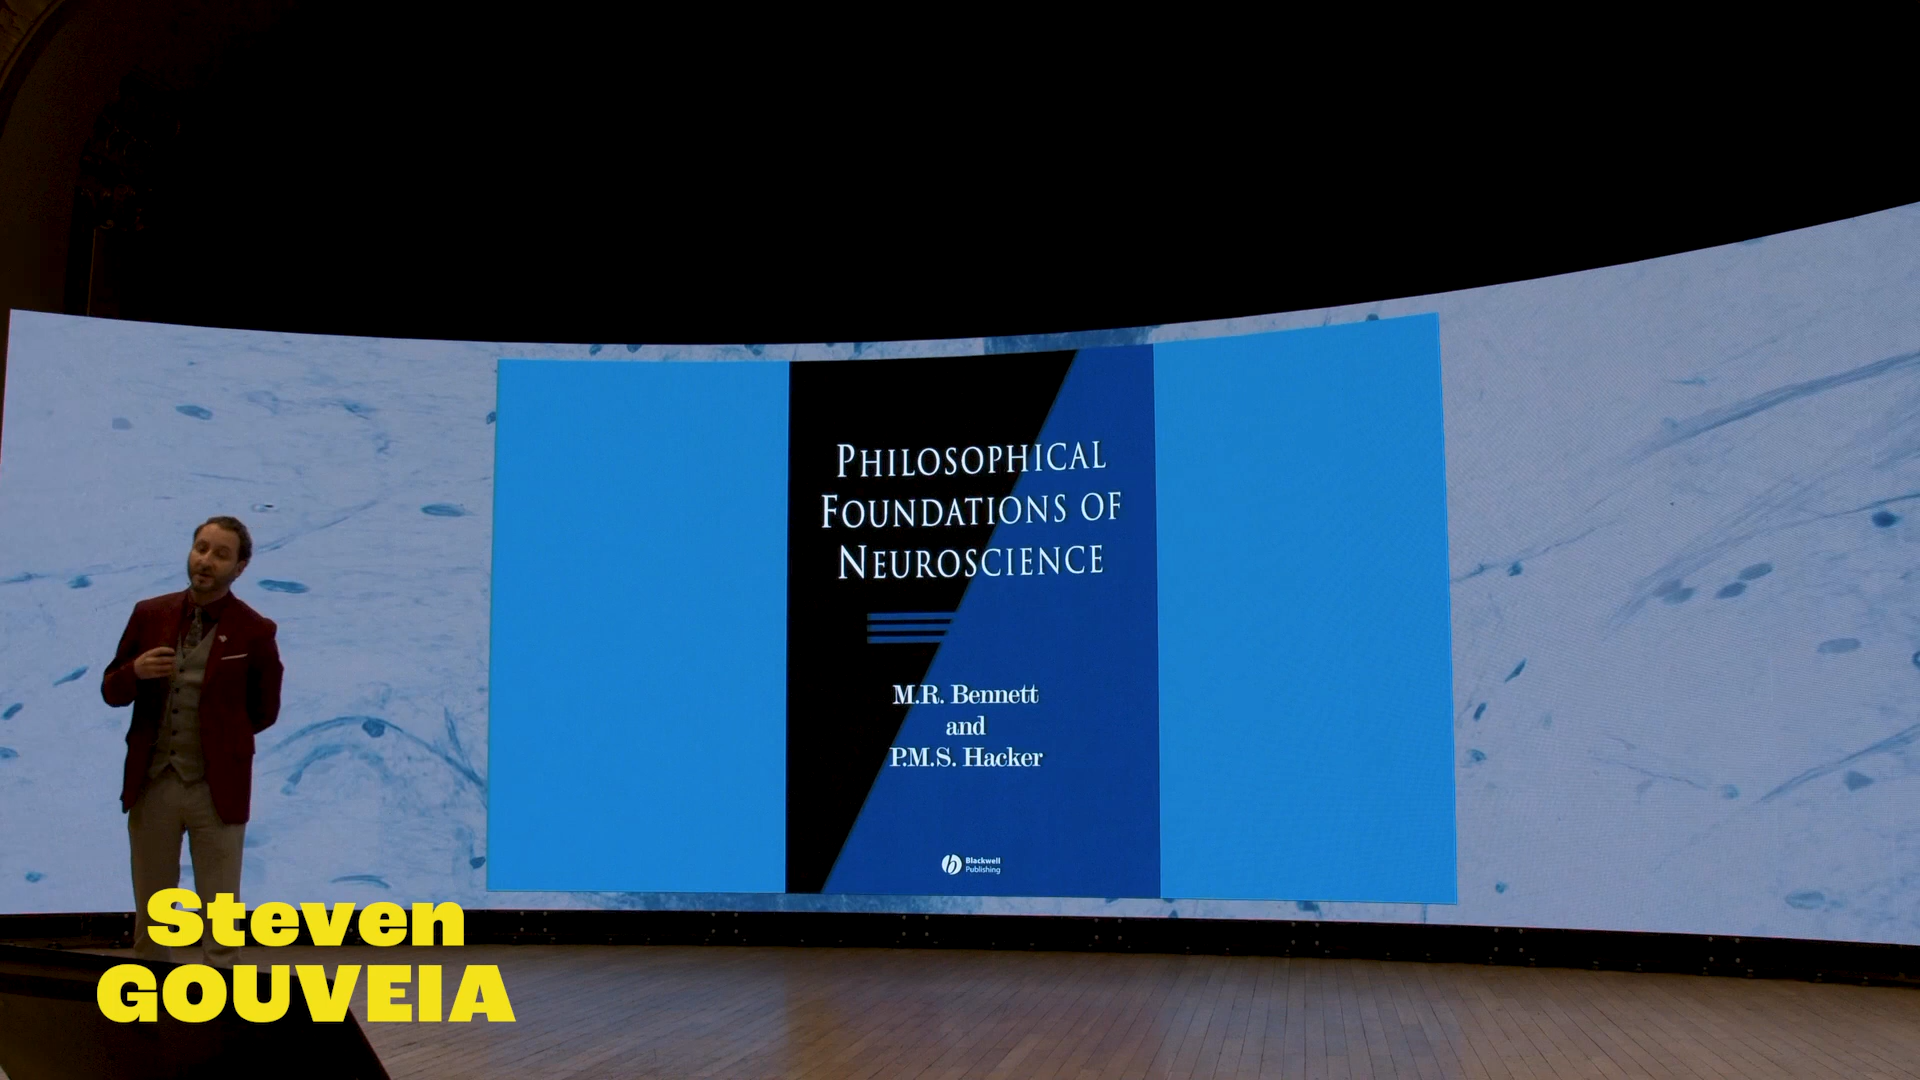 PHILOSOPHICAL
FOUNDATIONS OF
NEUROSCIENCE
M.R. Bennett
and
P.M.S. Hacker
b Blackwell
Publishing
Steven
GOUVEIA